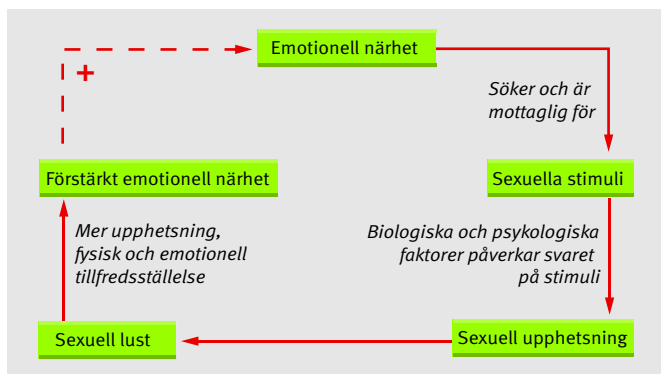 Emotionell närhet
+
Söker och är
mottaglig för
Förstärkt emotionell närhet
Sexuella stimuli
Mer upphetsning,
fysisk och emotionell
tillfredsställelse
Biologiska och psykologiska
faktorer påverkar svaret
på stimuli
Sexuell lust
Sexuell upphetsning